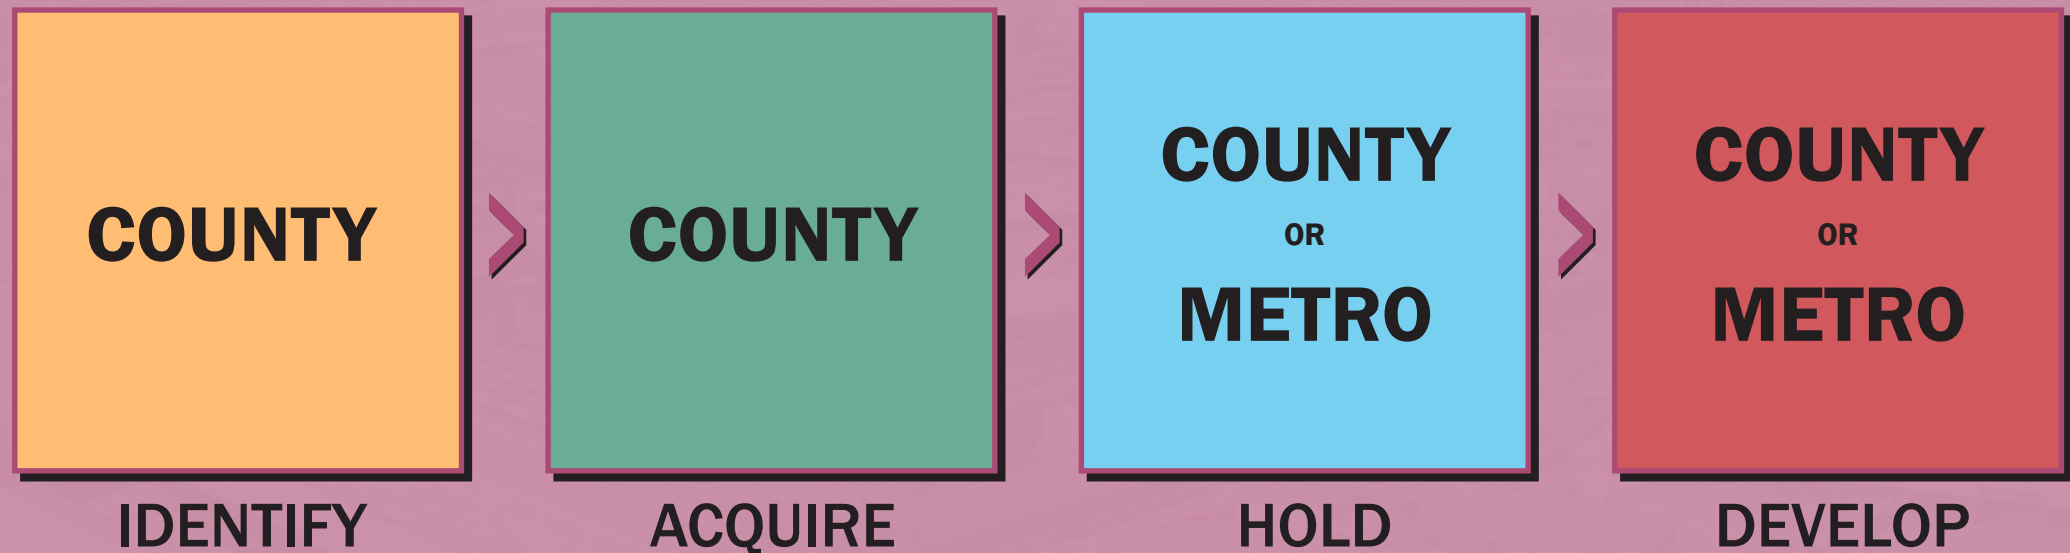 COUNTY
IDENTIFY
COUNTY
ACQUIRE
COUNTY
OR
METRO
HOLD
COUNTY
OR
METRO
DEVELOP